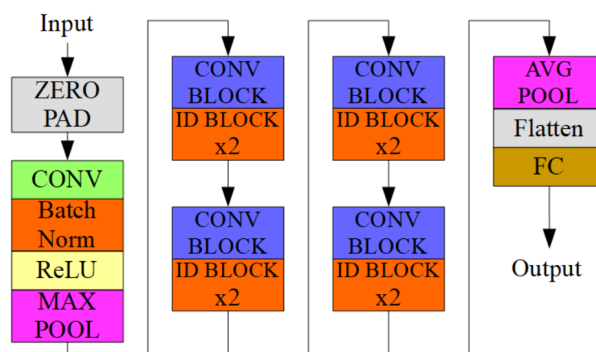 Input
ZERO
PAD
CONV
Batch
Norm
ReLU
MAX
POOL
CONV
BLOCK
ID BLOCK
x2
CONV
BLOCK
ID BLOCK
x2
CONV
BLOCK
ID BLOCK
x2
CONV
BLOCK
ID BLOCK
x2
AVG
POOL
Flatten
FC
Output